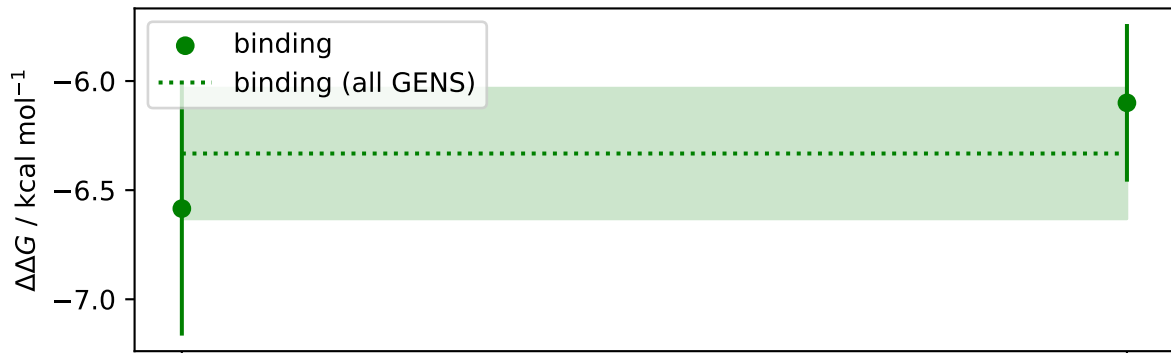 binding
binding (all GENS)
−6.0
−6.5
−7.0
ΔΔG / kcal mol⁻¹